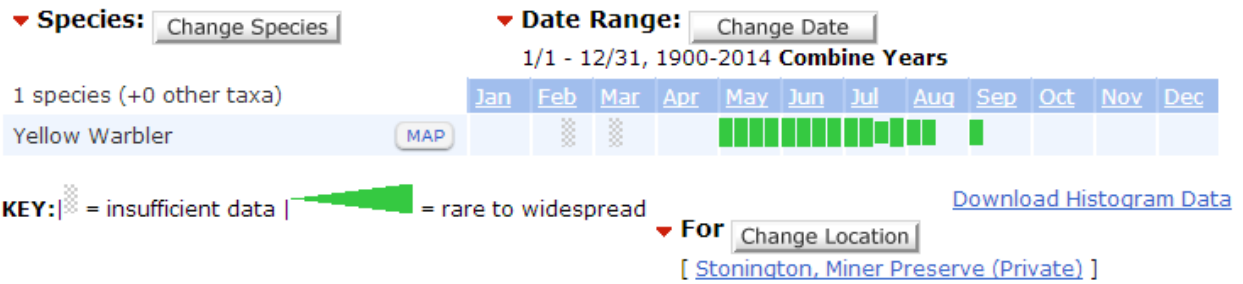 Species: Change Species
Date Range: Change Date
1/1 - 12/31, 1900-2014 Combine Years
1 species (+0 other taxa) Jan Feb Mar Apr May Jun Jul Aug Sep Oct Nov Dec
Yellow Warbler MAP
KEY:| = insufficient data | = rare to widespread
Download Histogram Data
For Change Location
[ Stonington, Miner Preserve (Private) ]